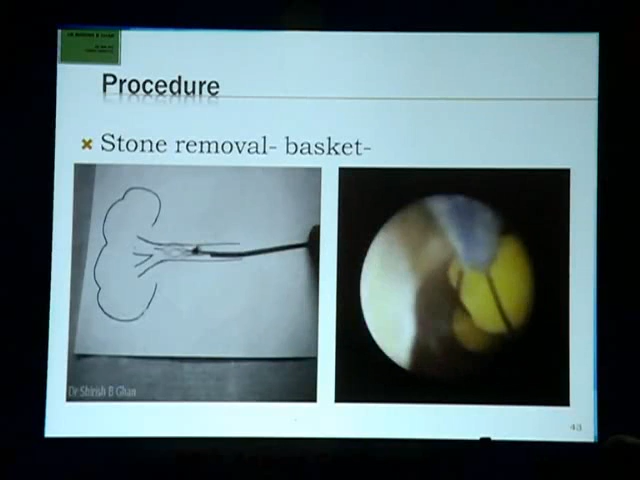 Procedure
Stone removal- basket-
Dr Shirish B Ghan
43